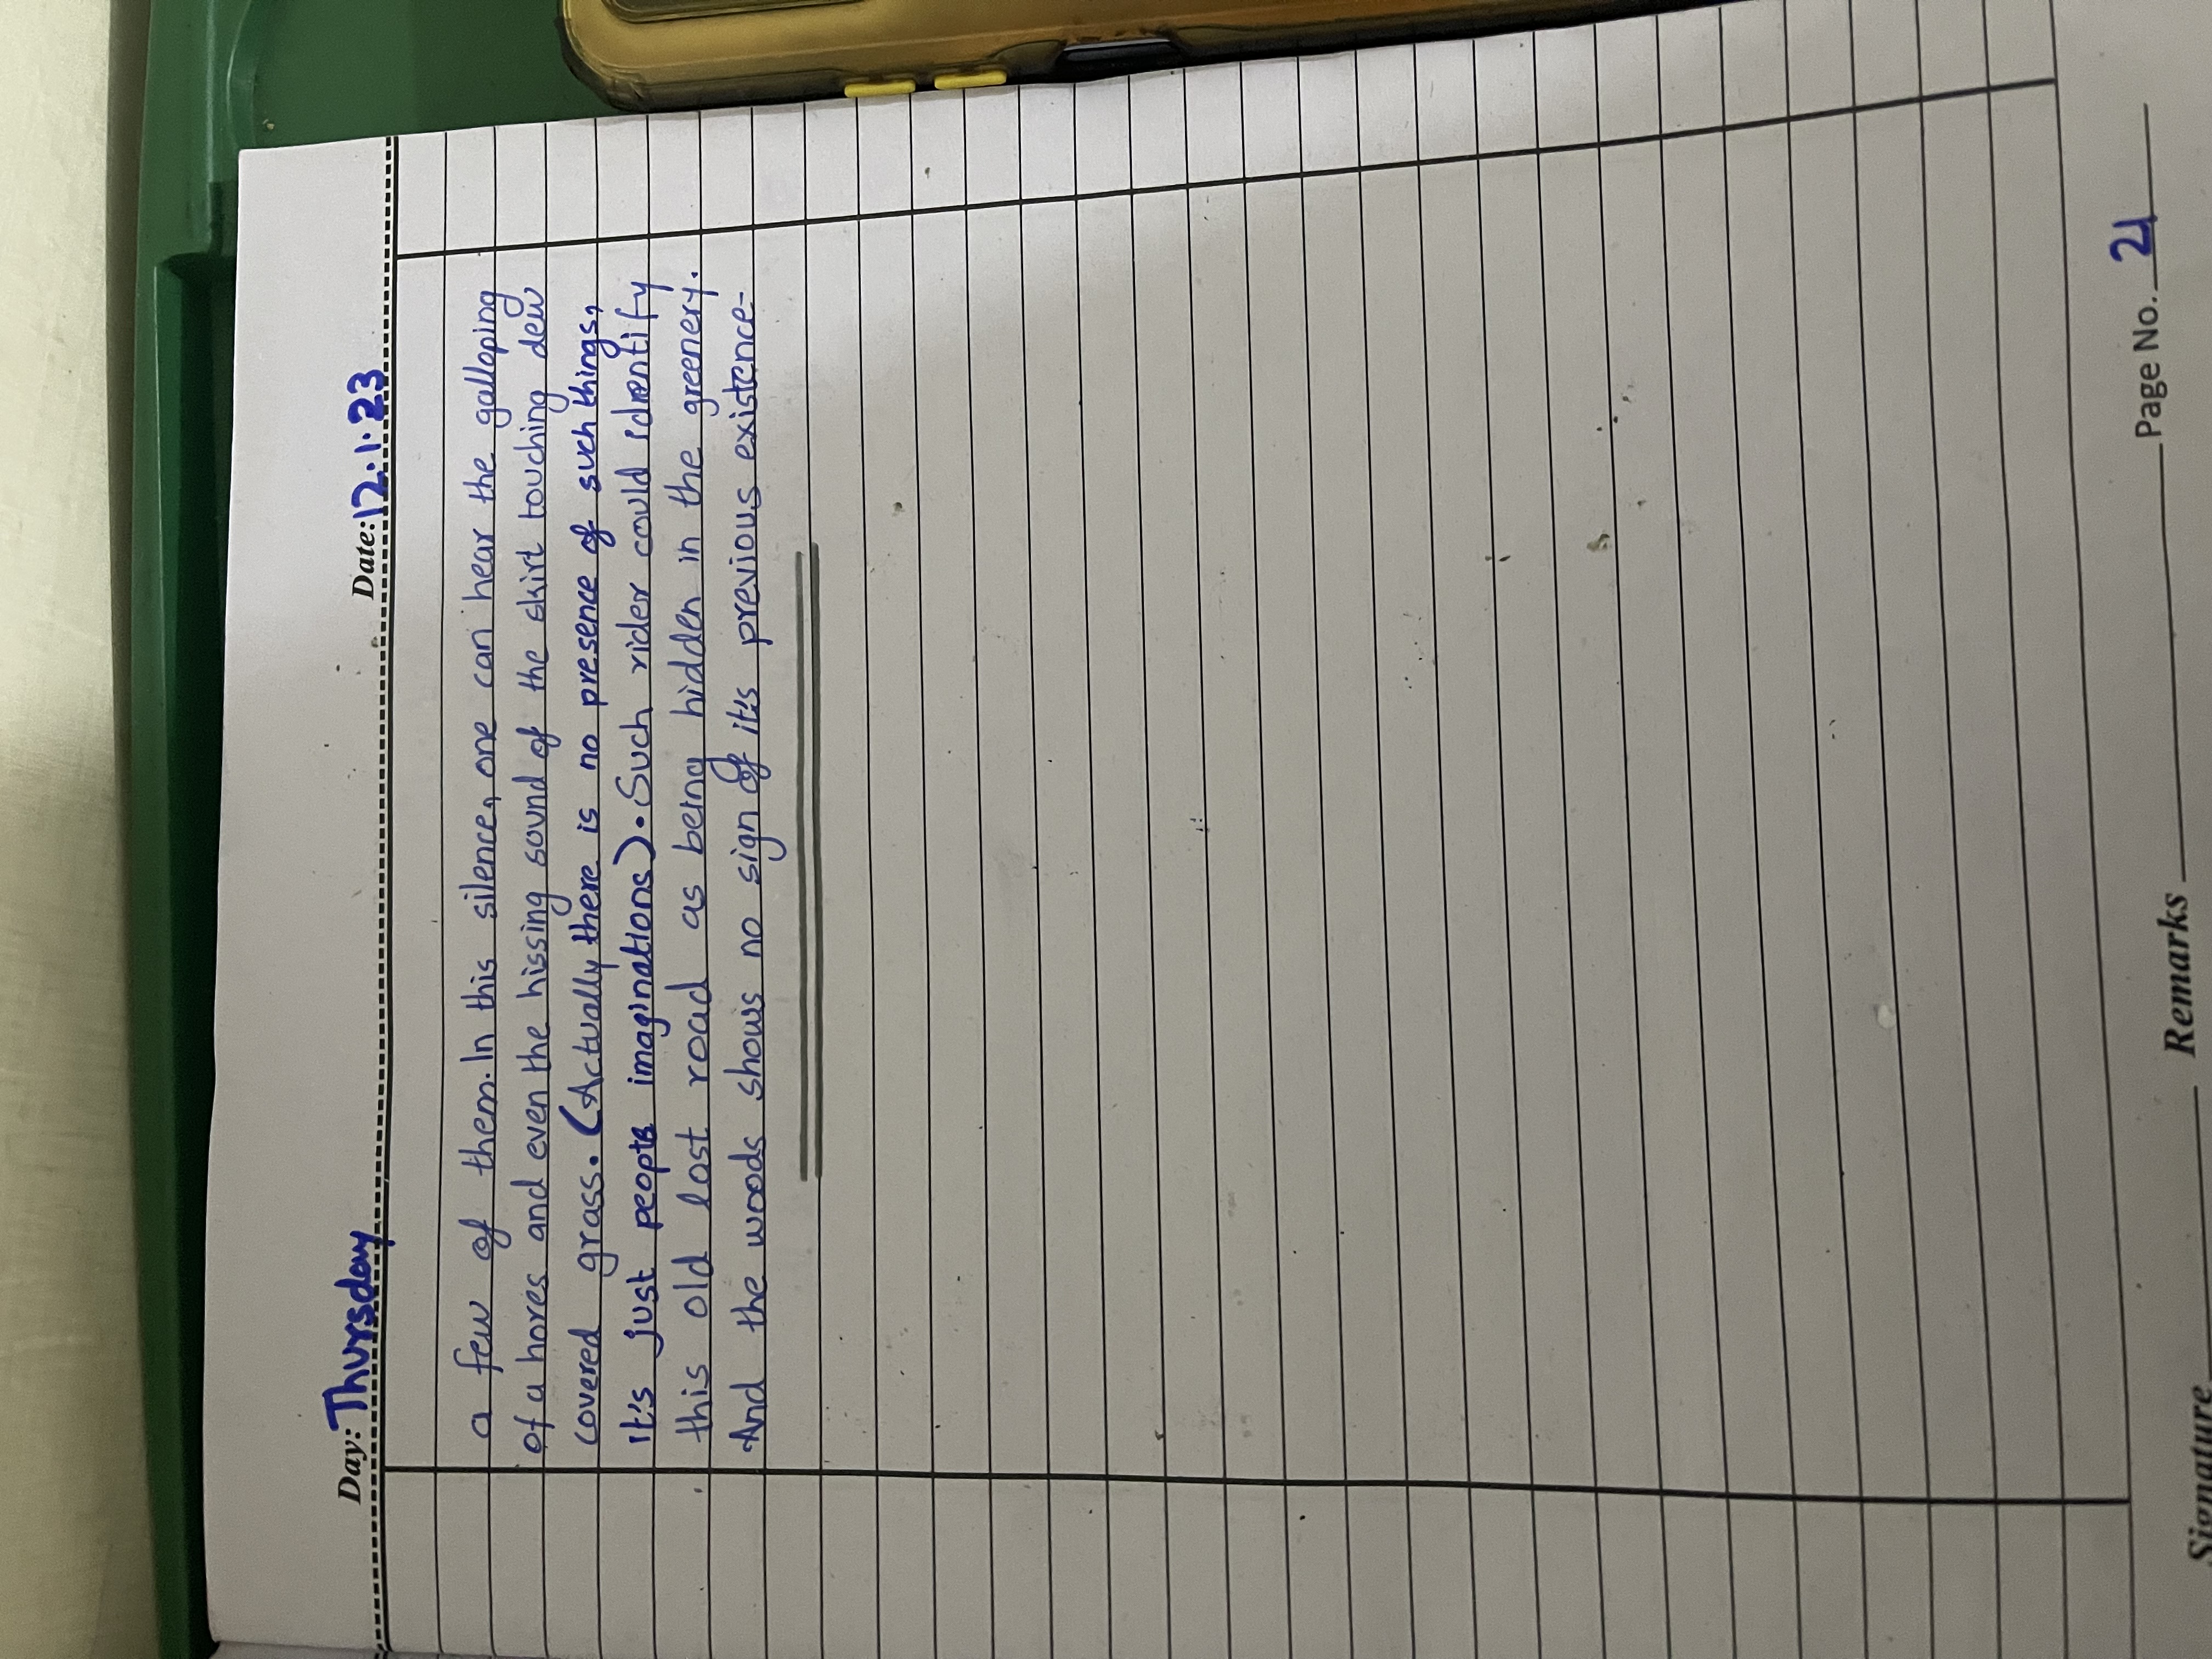 Day: Thursday Date: 12.1.23
a few of them. In this silence, one can hear the galloping
of a hores and even the hissing sound of the skirt touching dew
covered grass. (Actually there is no presence of such things,
it's just peopts imaginations). Such rider could identify
this old lost road as being hidden in the greenery.
And the woods shows no sign of it's previous existence-
Page No. 21
Signature Remarks